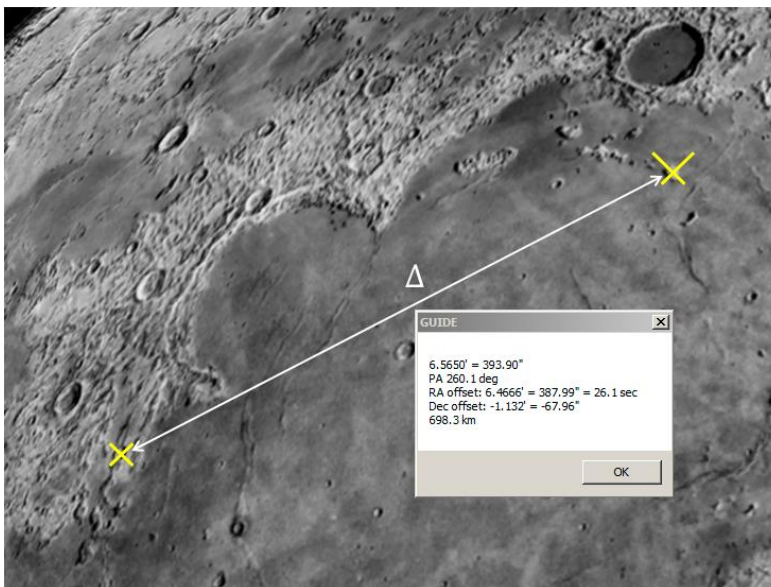 Δ
GUIDE
6.5650' = 393.90"
PA 260.1 deg
RA offset: 6.4666' = 387.99" = 26.1 sec
Dec offset: -1.132' = -67.96"
698.3 km
OK